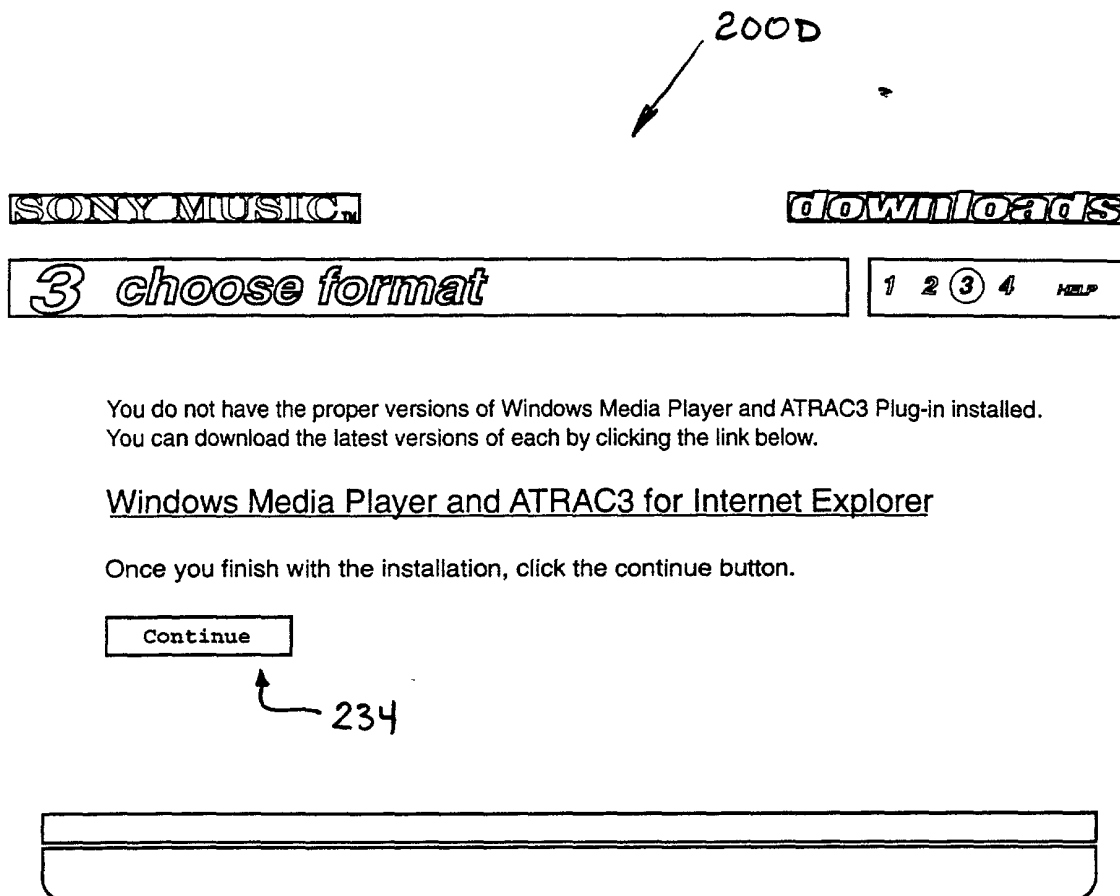 200D
SONY MUSIC™ downloads
3 choose format 1 2 3 4 HELP
You do not have the proper versions of Windows Media Player and ATRAC3 Plug-in installed.
You can download the latest versions of each by clicking the link below.
Windows Media Player and ATRAC3 for Internet Explorer
Once you finish with the installation, click the continue button.
Continue
234